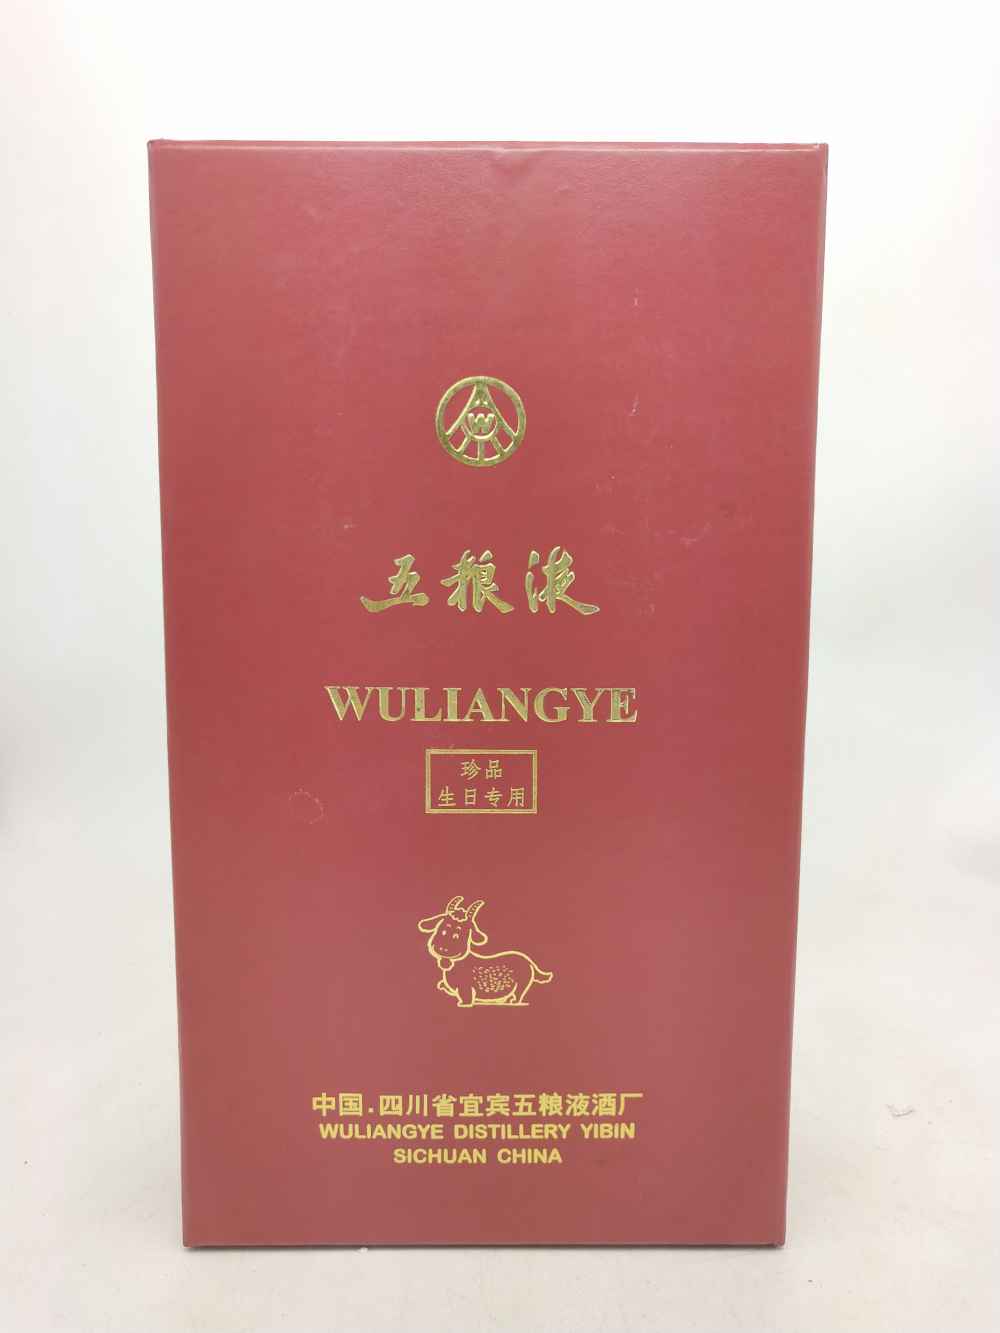 W
五粮液
WULIANGYE
珍品
生日专用
中国.四川省宜宾五粮液酒厂
WULIANGYE DISTILLERY YIBIN
SICHUAN CHINA